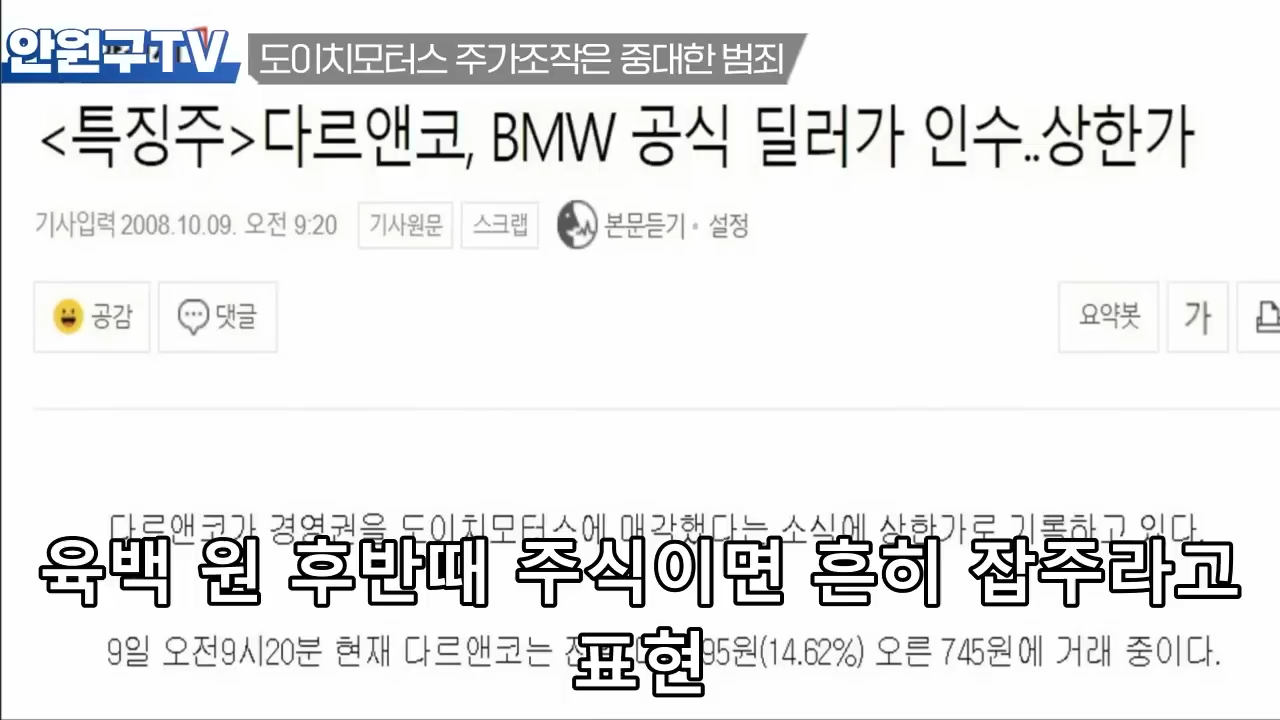 안원구TV
도이치모터스 주가조작은 중대한 범죄
<특징주>다르앤코, BMW 공식 딜러가 인수..상한가
기사입력 2008.10.09. 오전 9:20 기사원문 스크랩 본문듣기 · 설정
공감 댓글 요약봇 가
다르앤코가 경영권을 도이치모터스에 매각했다는 소식에 상한가로 기록하고 있다.
육백 원 후반때 주식이면 흔히 잡주라고
표현
9일 오전9시20분 현재 다르앤코는 95원(14.62%) 오른 745원에 거래 중이다.